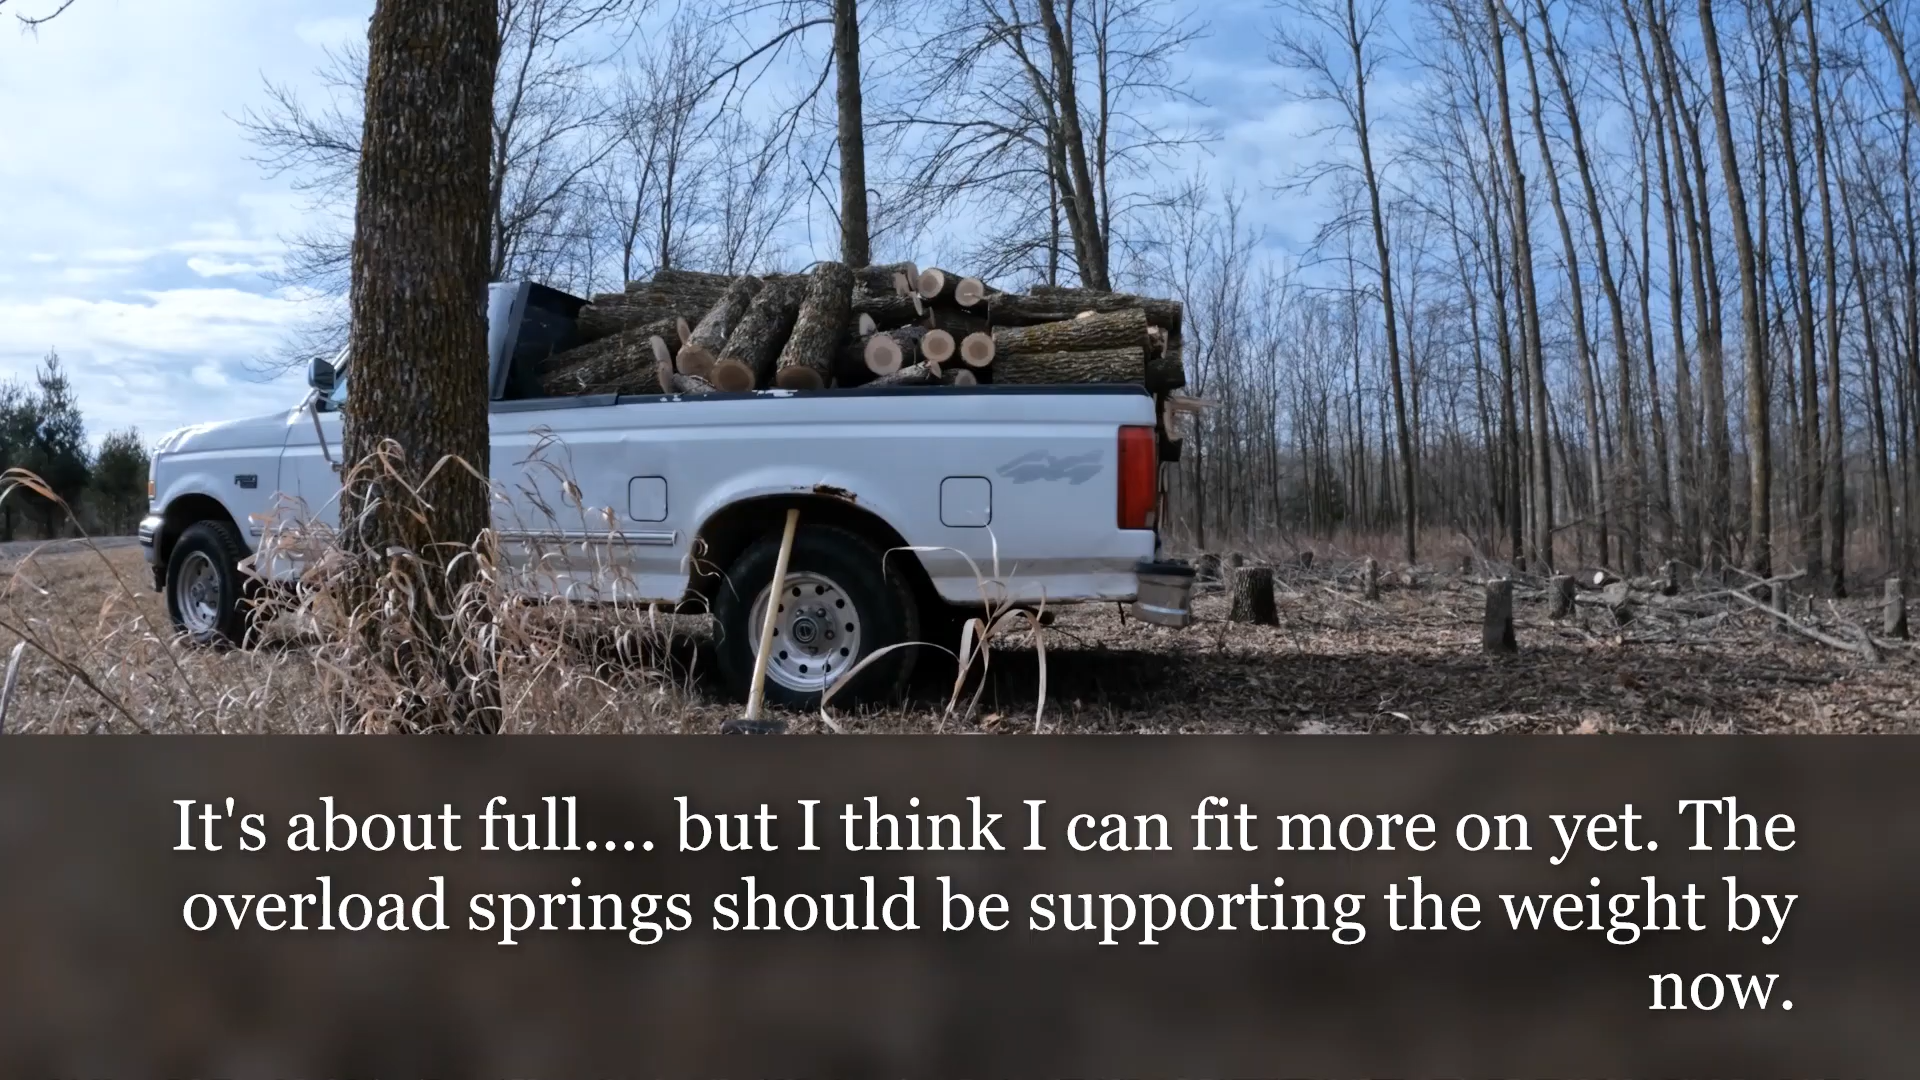 4x4
It's about full.... but I think I can fit more on yet. The
overload springs should be supporting the weight by
now.